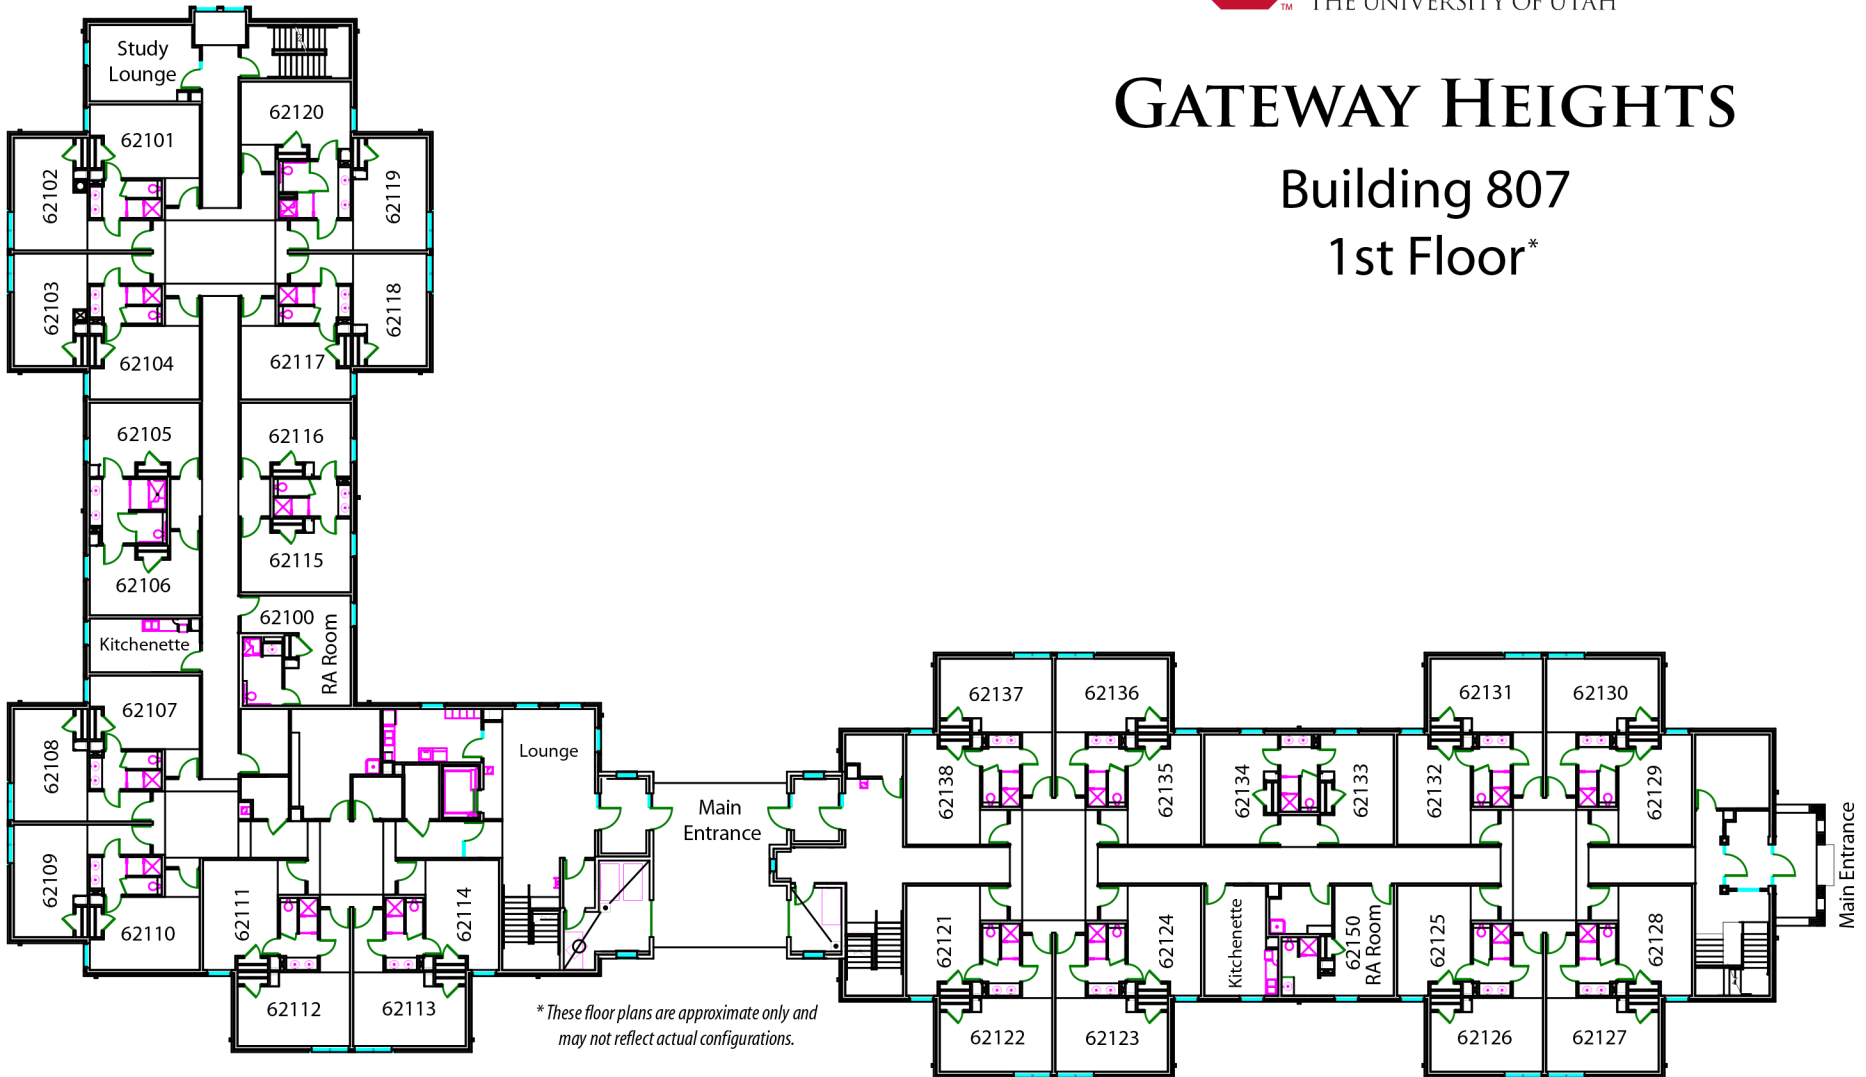 THE UNIVERSITY OF UTAH
TM
GATEWAY HEIGHTS
Building 807
1st Floor*
Study
Lounge
62120
62101
62102
62119
62103
62118
62104
62117
62105
62116
62115
62106
62100
RA Room
Kitchenette
62107
62108
Lounge
Main
Entrance
62109
62110
62111
62114
62112
62113
62137
62136
62131
62130
62138
62135
62134
62133
62132
62129
62121
62124
Kitchenette
62150
RA Room
62125
62128
62122
62123
62126
62127
Main Entrance
* These floor plans are approximate only and
may not reflect actual configurations.